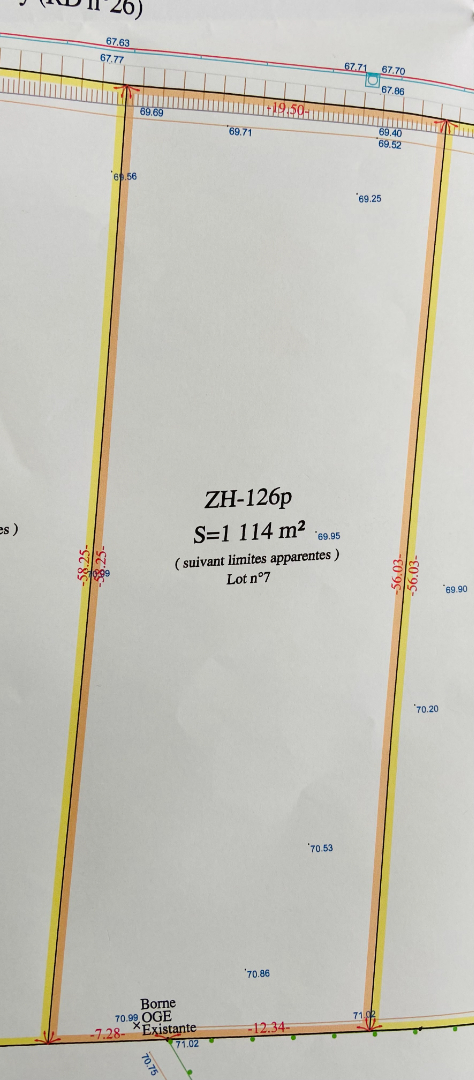 y (RD n°26)
67.63
67.77
67.71 67.70
67.86
-19.50-
69.69
69.71
69.40
69.52
69.56
69.25
ZH-126p
S=1 114 m²
69.95
( suivant limites apparentes )
Lot n°7
es )
-58.25-
-58.25-
-56.03-
-56.03-
69.90
70.20
70.53
70.86
Borne
70.99 OGE
Existante
-7.28-
-12.34-
71.02
71.02
70.75